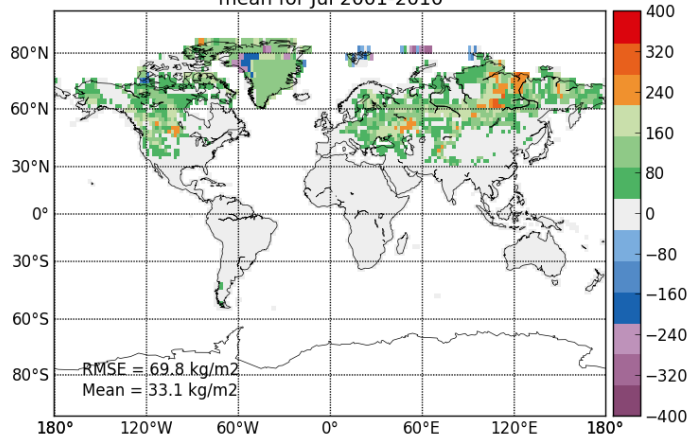 mean for Jul 2001-2010
80°N
60°N
30°N
0°
30°S
60°S
80°S
RMSE = 69.8 kg/m2
Mean = 33.1 kg/m2
180° 120°W 60°W 0° 60°E 120°E 180°
400
320
240
160
80
0
−80
−160
−240
−320
−400